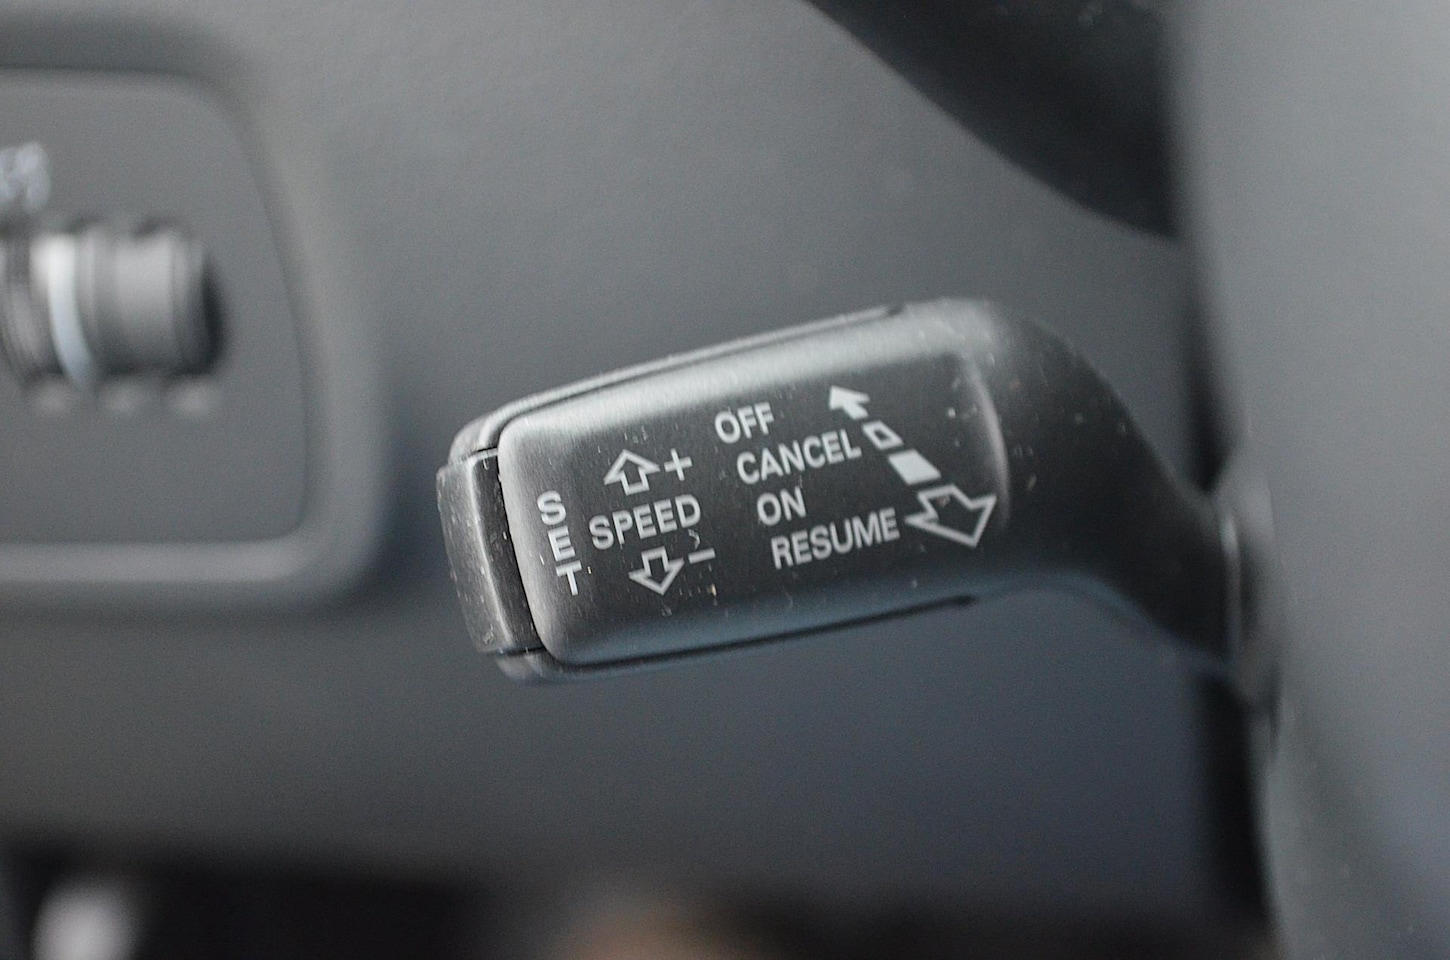 SET
+
SPEED
−
OFF
CANCEL
ON
RESUME